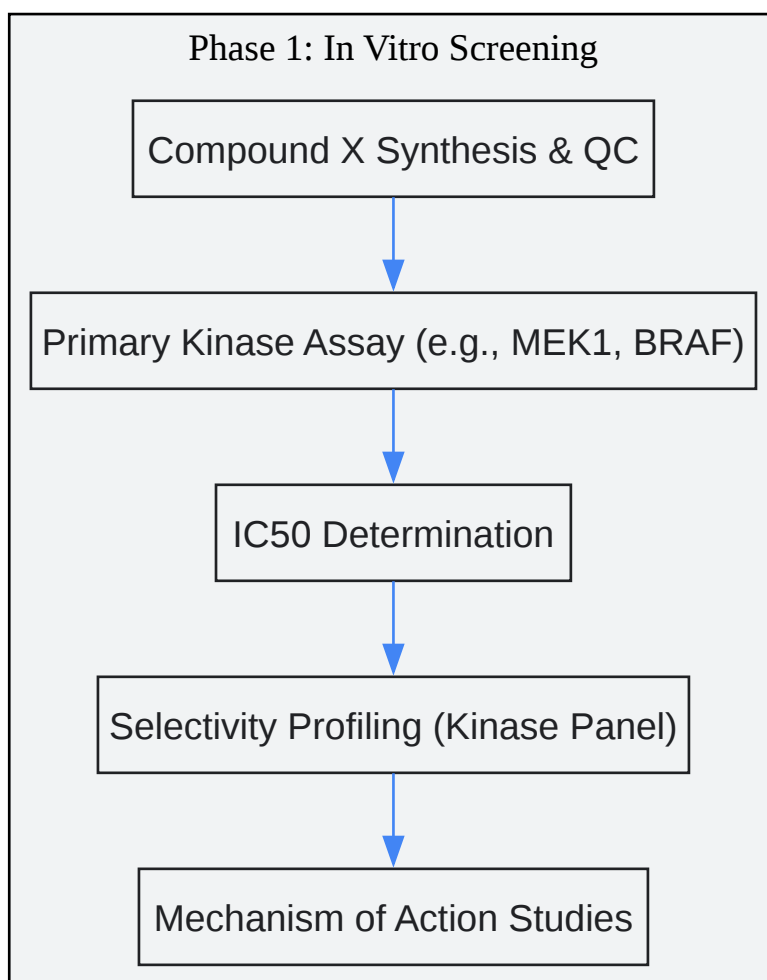 Phase 1: In Vitro Screening
Compound X Synthesis & QC
Primary Kinase Assay (e.g., MEK1, BRAF)
IC50 Determination
Selectivity Profiling (Kinase Panel)
Mechanism of Action Studies